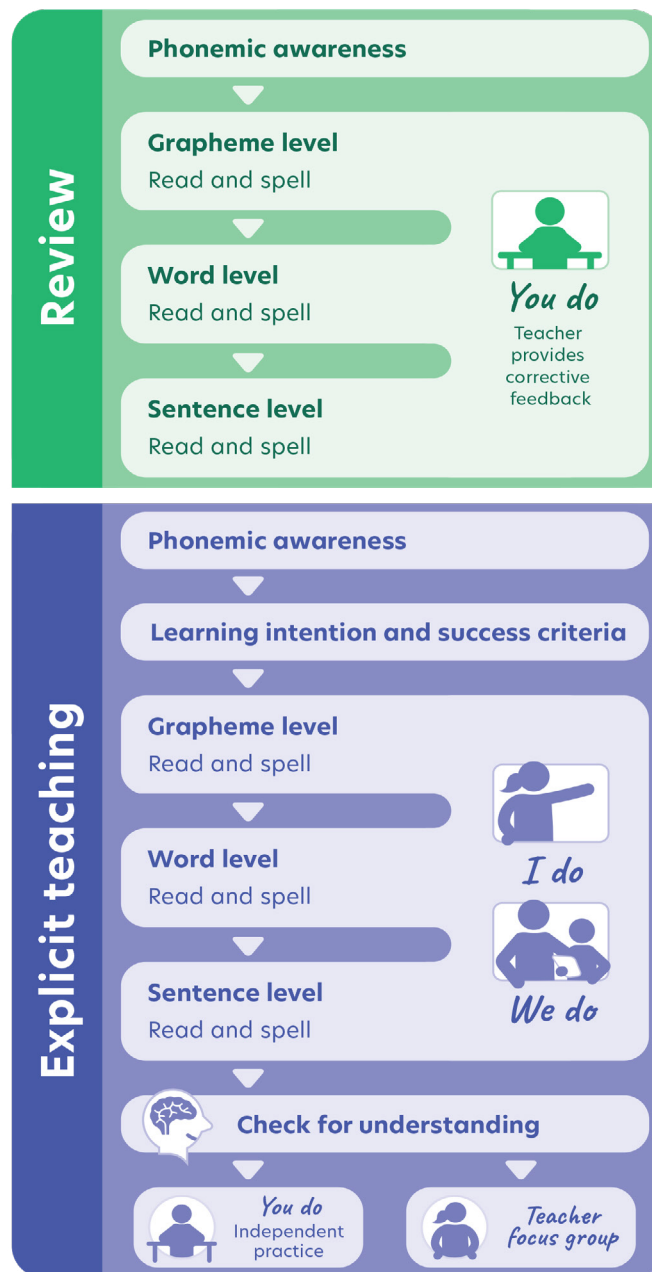 Review
Phonemic awareness
Grapheme level
Read and spell
Word level
Read and spell
Sentence level
Read and spell
You do
Teacher
provides
corrective
feedback
Explicit teaching
Phonemic awareness
Learning intention and success criteria
Grapheme level
Read and spell
Word level
Read and spell
Sentence level
Read and spell
I do
We do
Check for understanding
You do
Independent
practice
Teacher
focus group